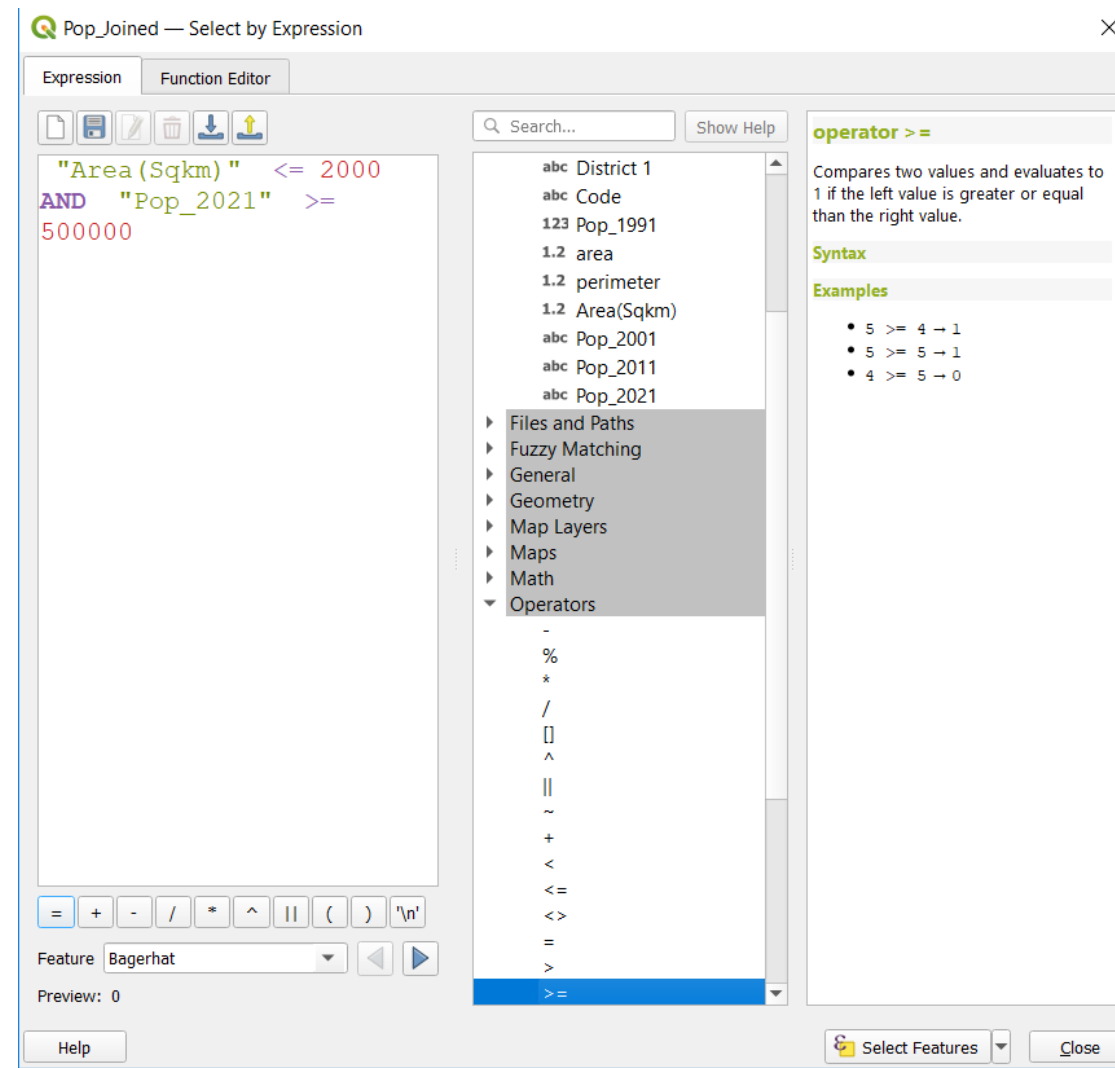 Pop_Joined — Select by Expression
Expression
Function Editor
"Area(Sqkm)" <= 2000
AND "Pop_2021" >=
500000
= + - / * ^ || ( ) '\n'
Feature Bagerhat
Preview: 0
Search...
Show Help
abc District 1
abc Code
123 Pop_1991
1.2 area
1.2 perimeter
1.2 Area(Sqkm)
abc Pop_2001
abc Pop_2011
abc Pop_2021
Files and Paths
Fuzzy Matching
General
Geometry
Map Layers
Maps
Math
Operators
-
%
*
/
[]
^
||
~
+
<
<=
<>
=
>
>=
operator >=
Compares two values and evaluates to
1 if the left value is greater or equal
than the right value.
Syntax
Examples
• 5 >= 4 → 1
• 5 >= 5 → 1
• 4 >= 5 → 0
Help
Select Features
Close